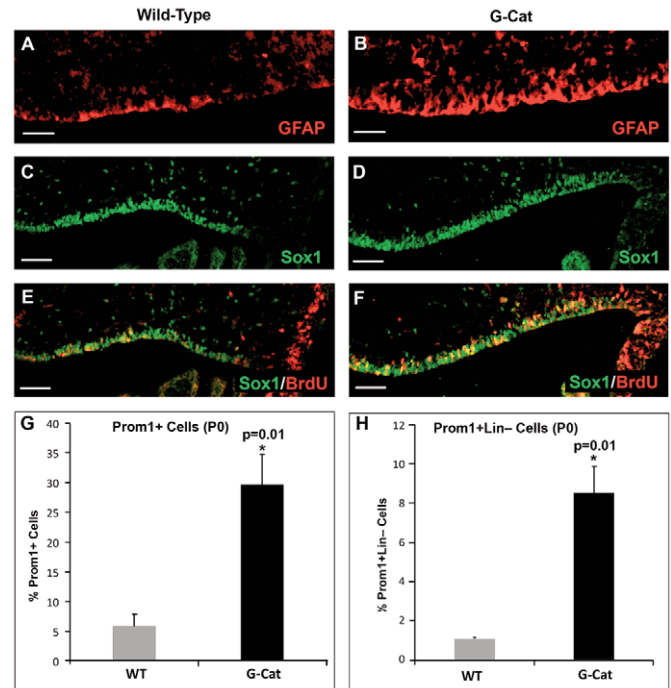 Wild-Type G-Cat
A B
GFAP GFAP
C D
Sox1 Sox1
E F
Sox1/BrdU Sox1/BrdU
G Prom1+ Cells (P0)
p=0.01
*
% Prom1+ Cells
40
35
30
25
20
15
10
5
0
WT G-Cat
H Prom1+Lin– Cells (P0)
p=0.01
*
% Prom1+Lin– Cells
12
10
8
6
4
2
0
WT G-Cat